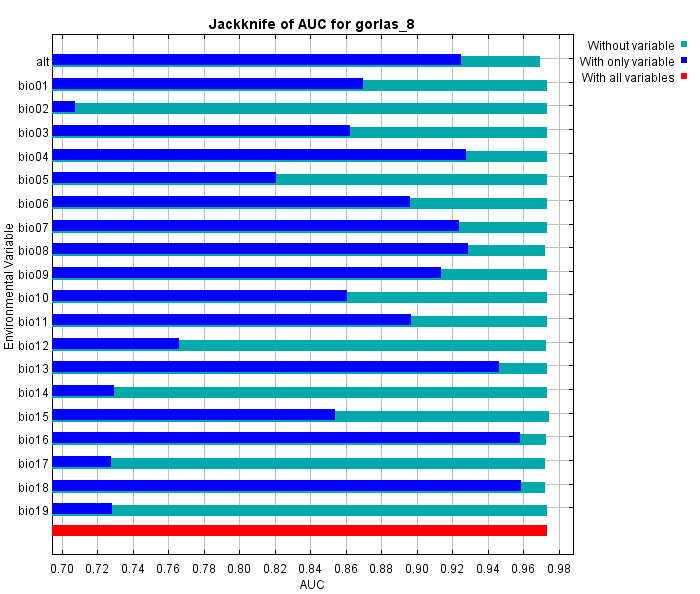 Jackknife of AUC for gorlas_8
Without variable
With only variable
With all variables
Environmental Variable
alt
bio01
bio02
bio03
bio04
bio05
bio06
bio07
bio08
bio09
bio10
bio11
bio12
bio13
bio14
bio15
bio16
bio17
bio18
bio19
0.70 0.72 0.74 0.76 0.78 0.80 0.82 0.84 0.86 0.88 0.90 0.92 0.94 0.96 0.98
AUC